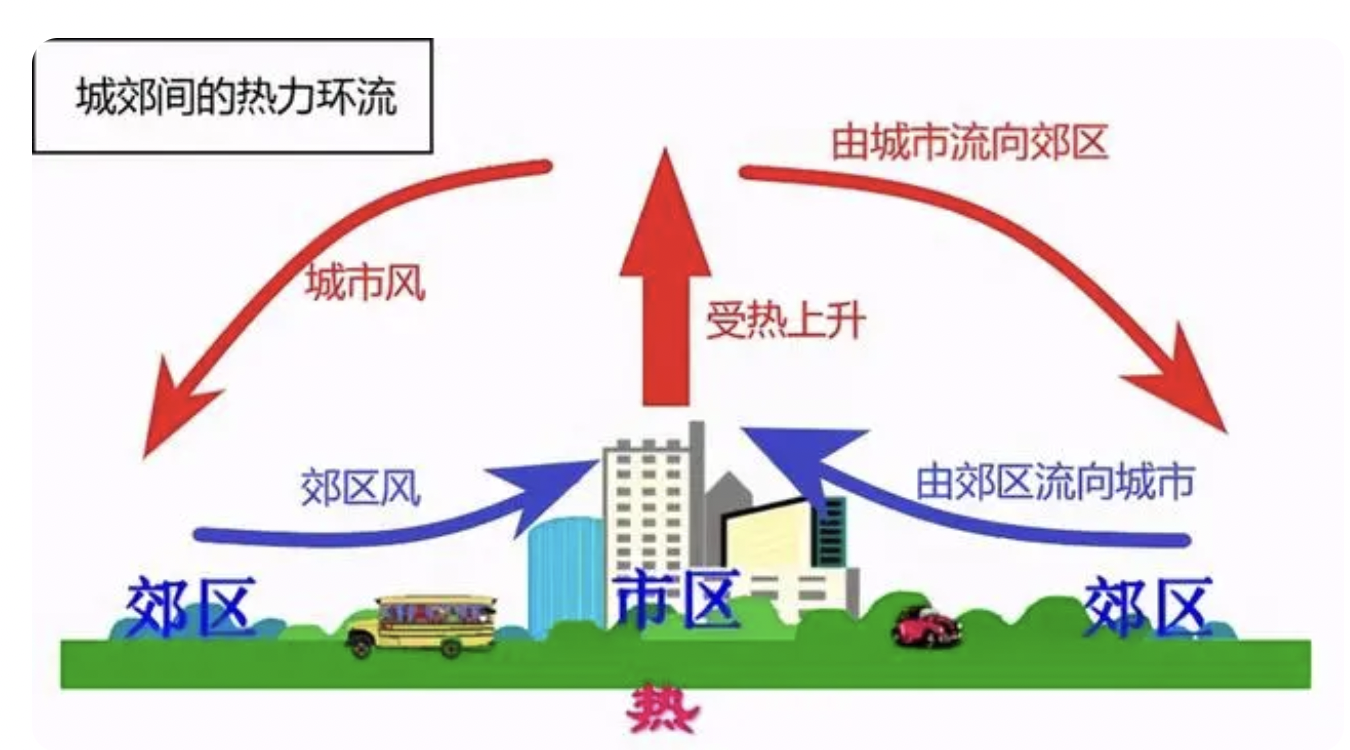 城郊间的热力环流
由城市流向郊区
城市风
受热上升
郊区风
由郊区流向城市
郊区
市区
郊区
热